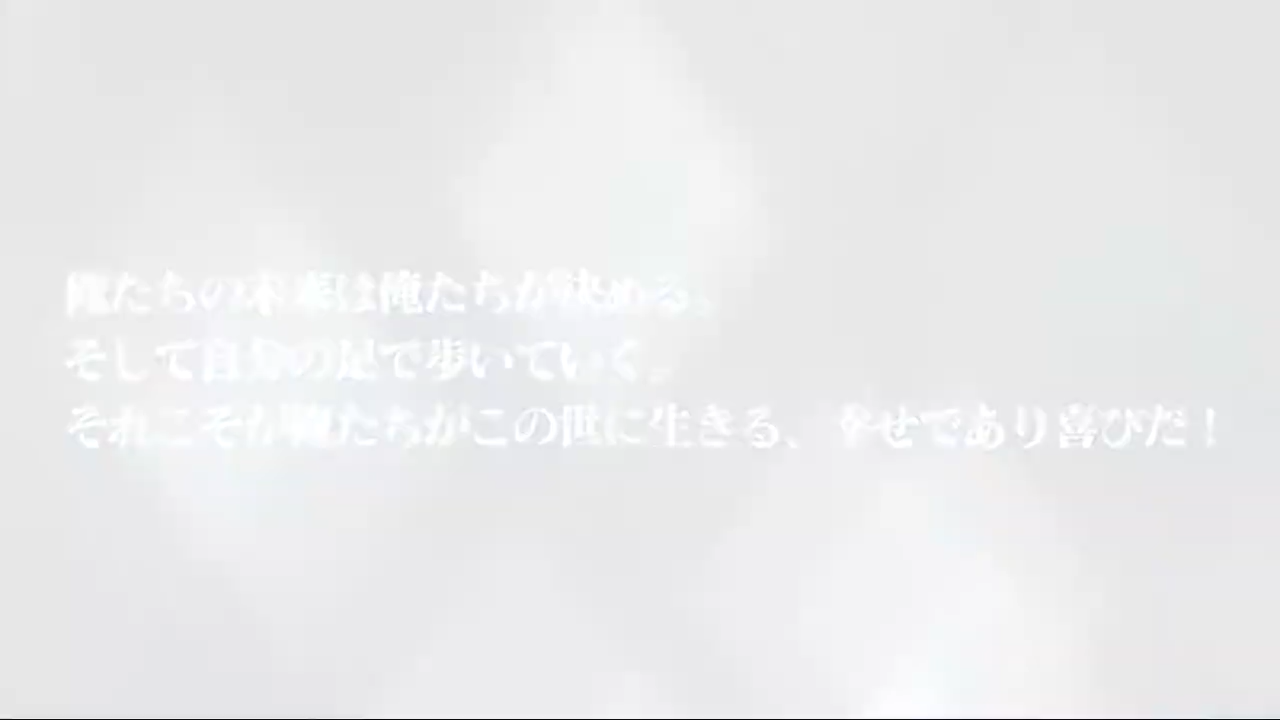 俺たちの未来は俺たちが決める。
そして自分の足で歩いていく。
それこそが俺たちがこの世に生きる、幸せであり喜びだ！